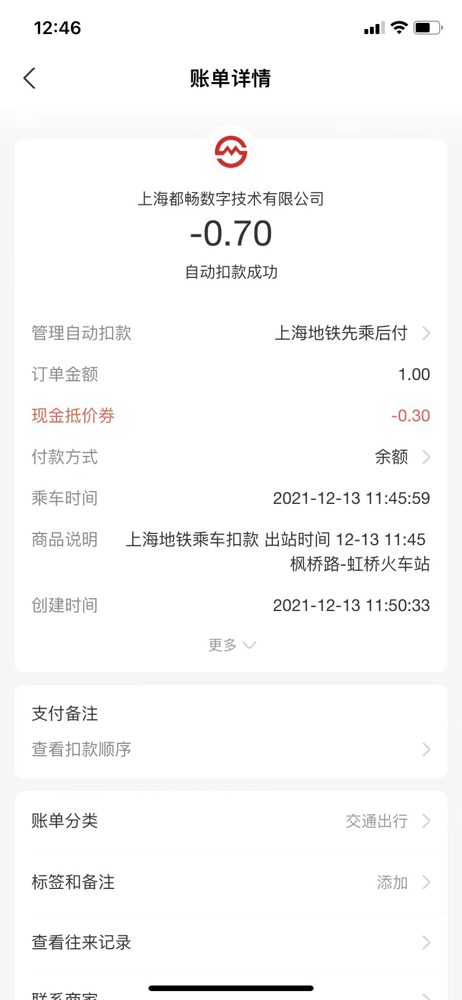 12:46
账单详情
上海都畅数字技术有限公司
-0.70
自动扣款成功
管理自动扣款 上海地铁先乘后付
订单金额 1.00
现金抵价券 -0.30
付款方式 余额
乘车时间 2021-12-13 11:45:59
商品说明 上海地铁乘车扣款 出站时间 12-13 11:45
枫桥路-虹桥火车站
创建时间 2021-12-13 11:50:33
更多
支付备注
查看扣款顺序
账单分类 交通出行
标签和备注 添加
查看往来记录
联系商家